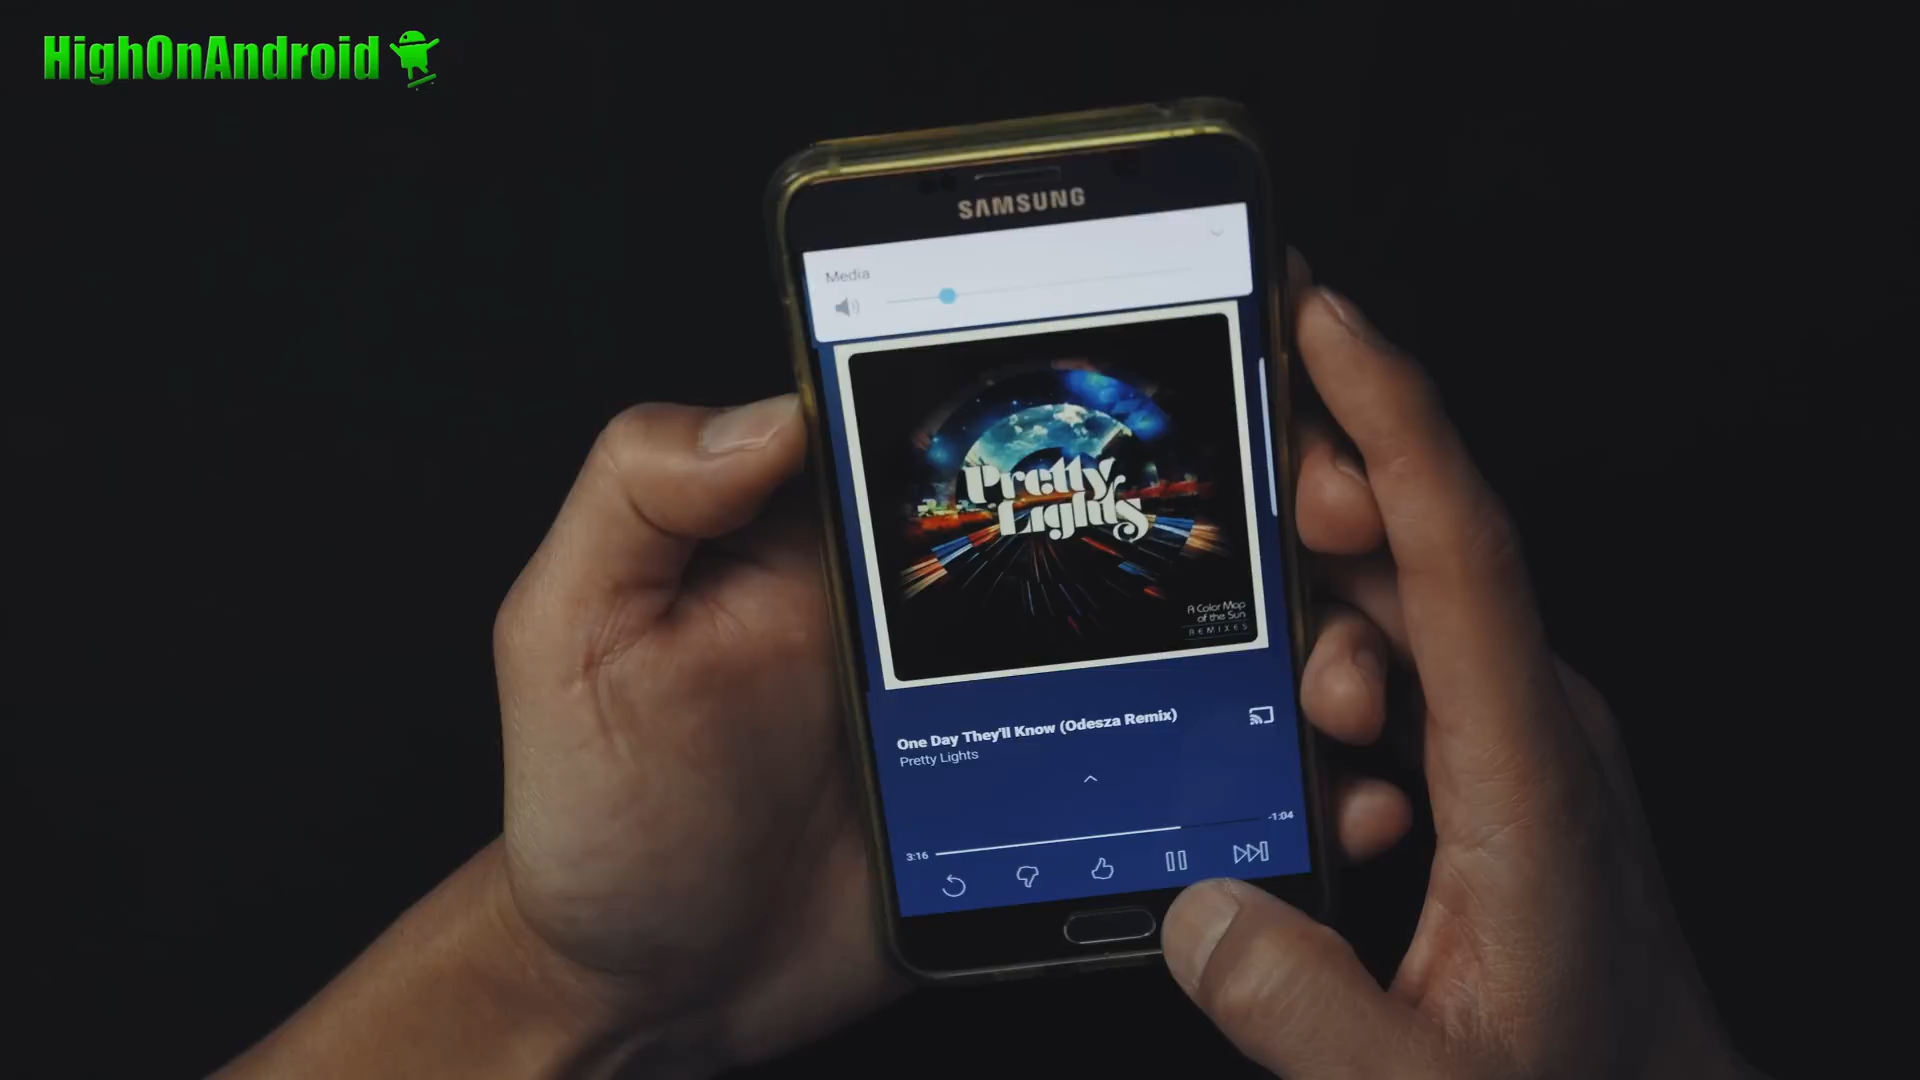 HighOnAndroid
SAMSUNG
Media
Pretty
Lights
A Color Map
of the Sun
REMIXES
One Day They'll Know (Odesza Remix)
Pretty Lights
3:16
-1:04